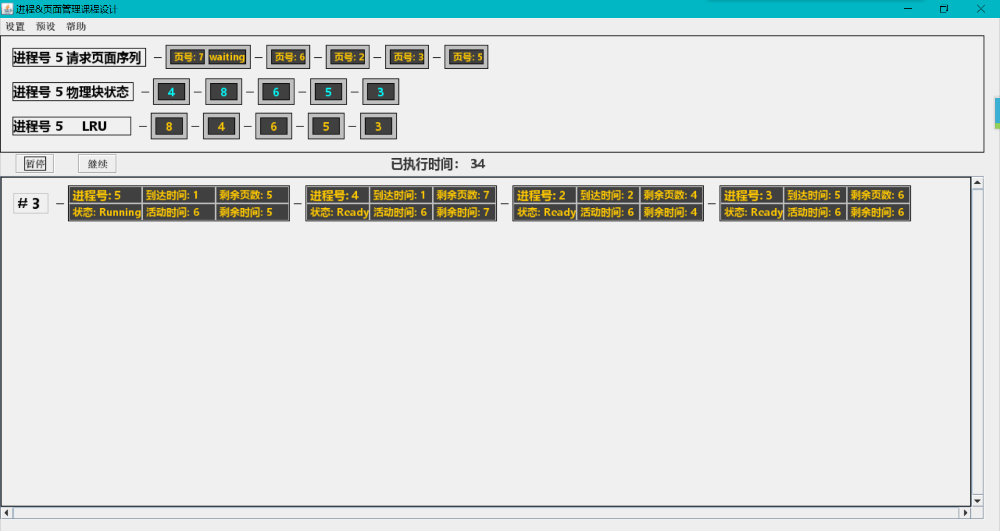 进程&页面管理课程设计
设置 预设 帮助
进程号 5 请求页面序列 – 页号: 7 waiting – 页号: 6 – 页号: 2 – 页号: 3 – 页号: 5
进程号 5 物理块状态 – 4 – 8 – 6 – 5 – 3
进程号 5 LRU – 8 – 4 – 6 – 5 – 3
暂停 继续 已执行时间： 34
# 3 – 进程号: 5 到达时间: 1 剩余页数: 5 – 进程号: 4 到达时间: 1 剩余页数: 7 – 进程号: 2 到达时间: 2 剩余页数: 4 – 进程号: 3 到达时间: 5 剩余页数: 6
状态: Running 活动时间: 6 剩余时间: 5 状态: Ready 活动时间: 6 剩余时间: 7 状态: Ready 活动时间: 6 剩余时间: 4 状态: Ready 活动时间: 6 剩余时间: 6